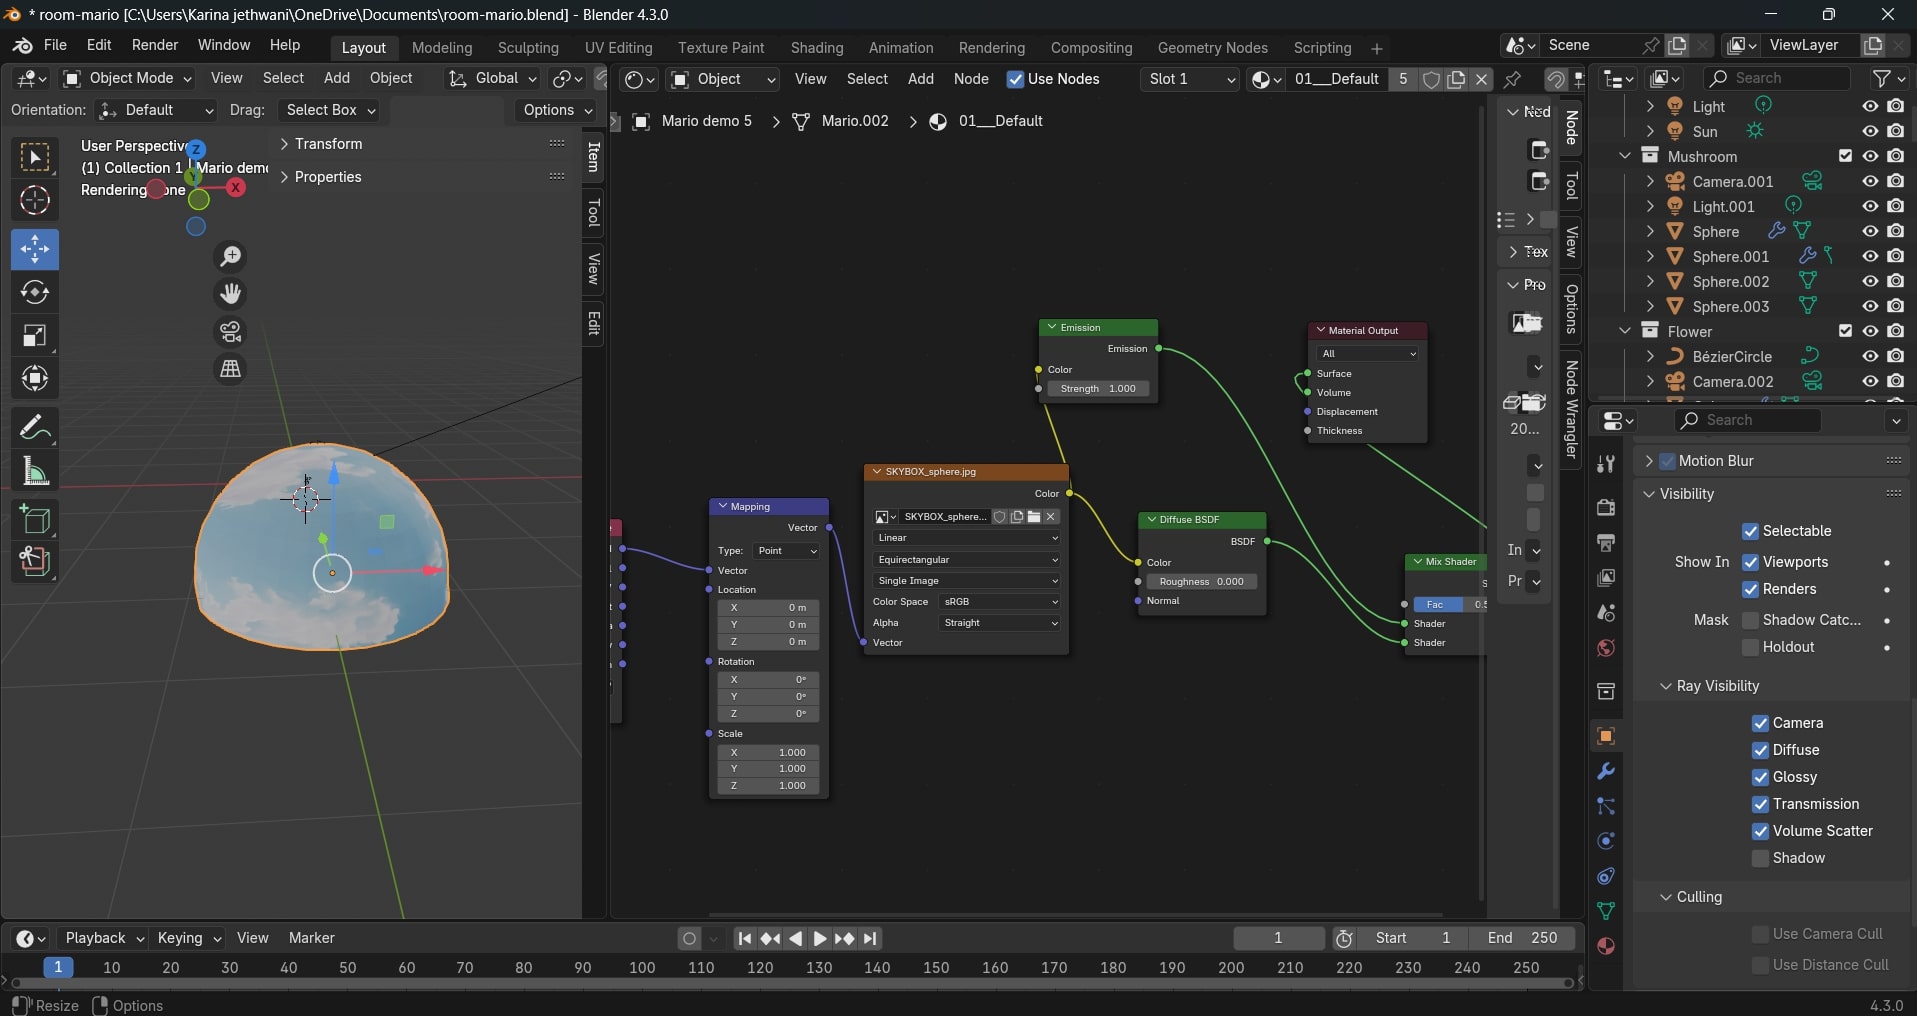 * room-mario [C:\Users\Karina jethwani\OneDrive\Documents\room-mario.blend] - Blender 4.3.0
File Edit Render Window Help Layout Modeling Sculpting UV Editing Texture Paint Shading Animation Rendering Compositing Geometry Nodes Scripting + Scene ViewLayer
Object Mode View Select Add Object Global
Object View Select Add Node Use Nodes Slot 1 01___Default 5
Search
Orientation: Default Drag: Select Box Options
Mario demo 5 > Mario.002 > 01___Default
User Perspective
(1) Collection 1 | Mario demo
Rendering Done
Z
Y
X
Transform
Properties
Item
Tool
View
Edit
Emission
Emission
Color
Strength 1.000
Material Output
All
Surface
Volume
Displacement
Thickness
Mapping
Vector
Type: Point
Vector
Location
X 0 m
Y 0 m
Z 0 m
Rotation
X 0°
Y 0°
Z 0°
Scale
X 1.000
Y 1.000
Z 1.000
SKYBOX_sphere.jpg
Color
SKYBOX_sphere...
Linear
Equirectangular
Single Image
Color Space sRGB
Alpha Straight
Vector
Diffuse BSDF
BSDF
Color
Roughness 0.000
Normal
Mix Shader
S
Fac 0.5
Shader
Shader
Nod
Tex
Pro
20...
In
Pr
Node
Tool
View
Options
Node Wrangler
Light
Sun
Mushroom
Camera.001
Light.001
Sphere
Sphere.001
Sphere.002
Sphere.003
Flower
BézierCircle
Camera.002
Search
Motion Blur
Visibility
Selectable
Show In Viewports
Renders
Mask Shadow Catc...
Holdout
Ray Visibility
Camera
Diffuse
Glossy
Transmission
Volume Scatter
Shadow
Culling
Use Camera Cull
Use Distance Cull
Playback Keying View Marker 1 Start 1 End 250
1 10 20 30 40 50 60 70 80 90 100 110 120 130 140 150 160 170 180 190 200 210 220 230 240 250
Resize Options 4.3.0